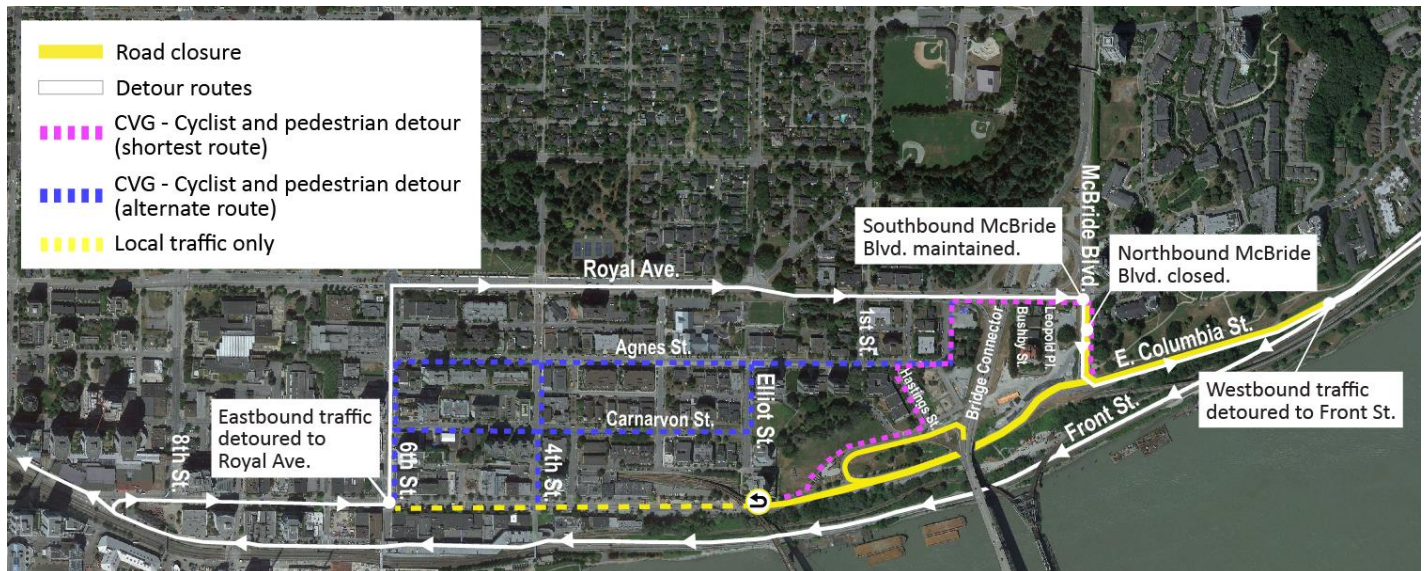 Road closure
Detour routes
CVG - Cyclist and pedestrian detour
(shortest route)
CVG - Cyclist and pedestrian detour
(alternate route)
Local traffic only
McBride Blvd.
Southbound McBride
Blvd. maintained.
Northbound McBride
Blvd. closed.
Royal Ave.
1st St.
Bridge Connector
Bushby St.
Leopold Pl.
E. Columbia St.
Agnes St.
Elliot St.
Hastings St.
Westbound traffic
detoured to Front St.
Front St.
Eastbound traffic
detoured to
Royal Ave.
Carnarvon St.
8th St.
6th St.
4th St.